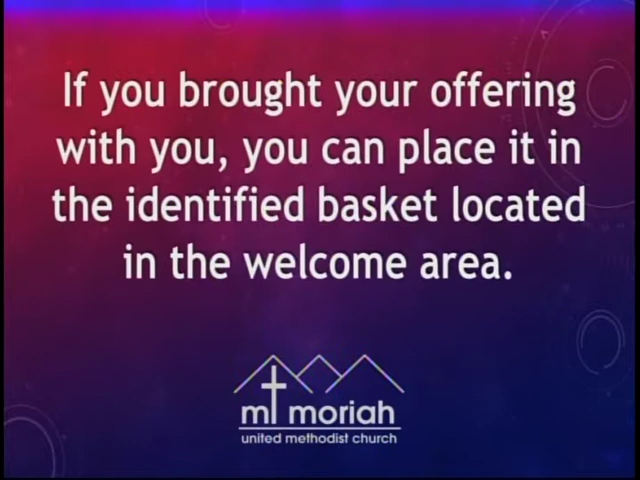 If you brought your offering
with you, you can place it in
the identified basket located
in the welcome area.
mt moriah
united methodist church